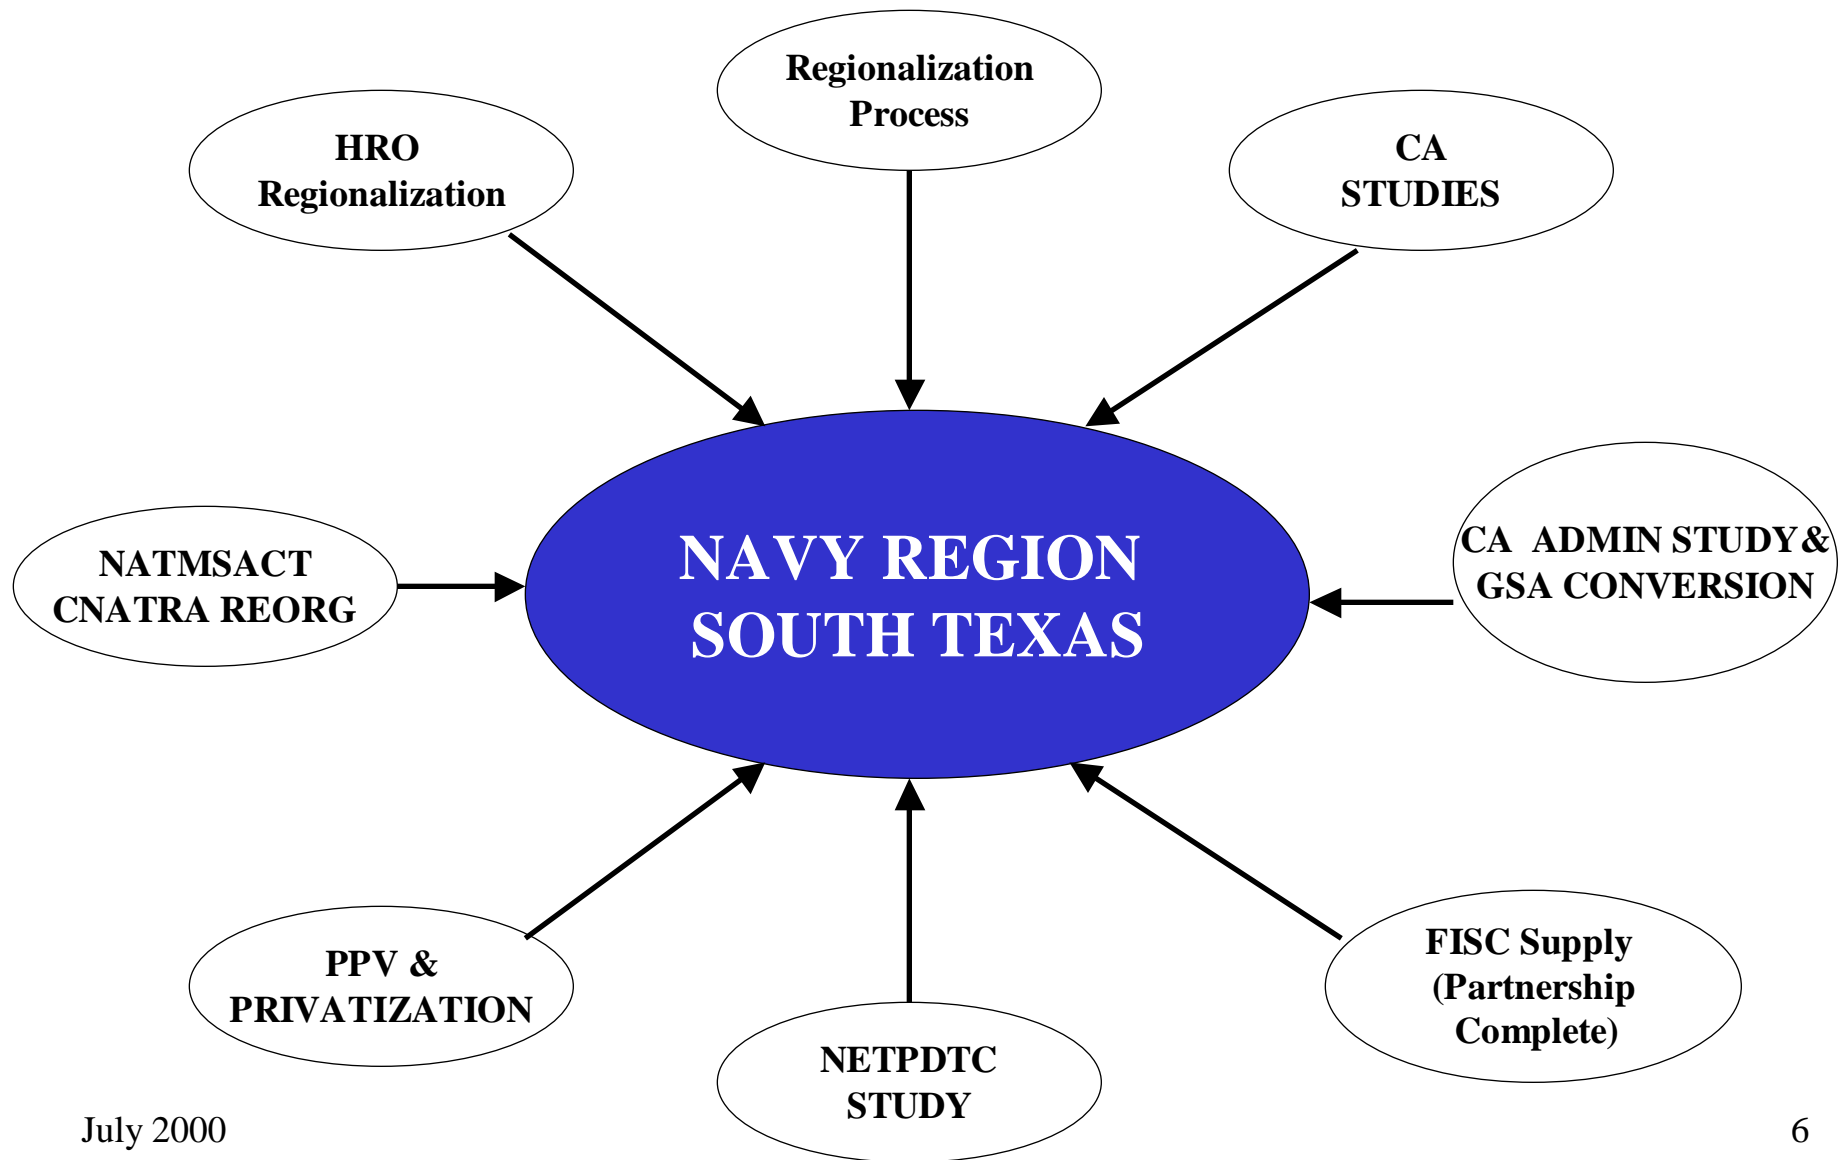 Regionalization
Process
HRO
Regionalization
CA
STUDIES
NATMSACT
CNATRA REORG
NAVY REGION
SOUTH TEXAS
CA ADMIN STUDY&
GSA CONVERSION
PPV &
PRIVATIZATION
NETPDTC
STUDY
FISC Supply
(Partnership
Complete)
July 2000
6